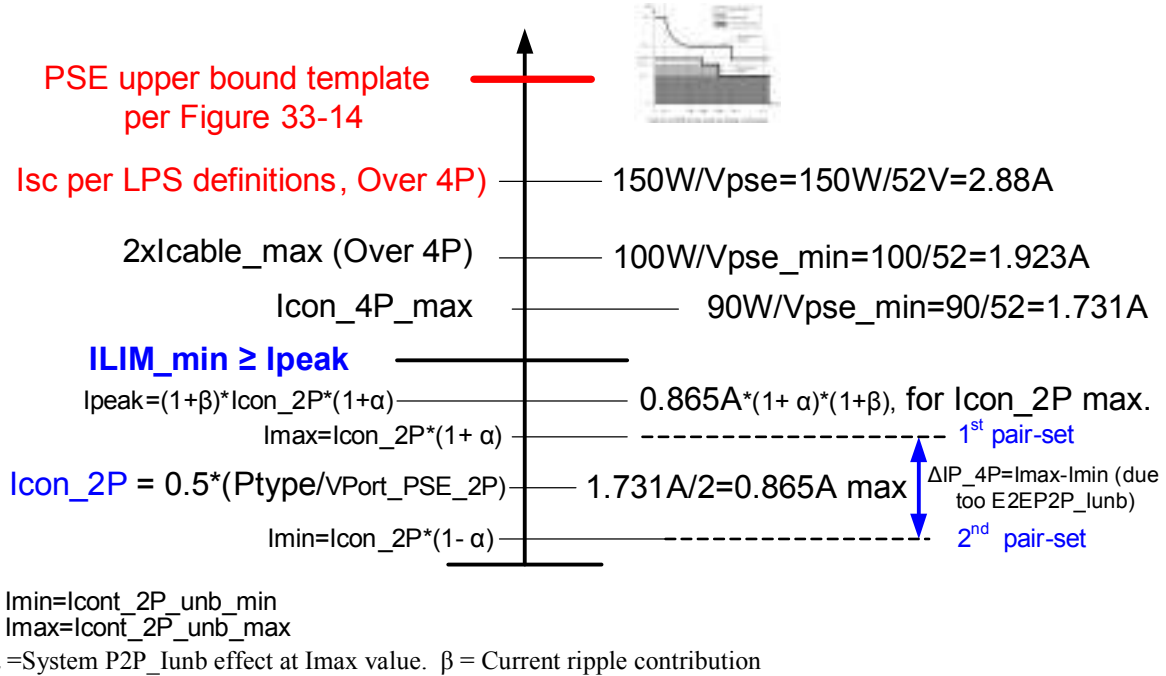 PSE upper bound template
per Figure 33-14
Isc per LPS definitions, Over 4P)
150W/Vpse=150W/52V=2.88A
2xIcable_max (Over 4P)
100W/Vpse_min=100/52=1.923A
Icon_4P_max
90W/Vpse_min=90/52=1.731A
ILIM_min ≥ Ipeak
Ipeak=(1+β)*Icon_2P*(1+α)
0.865A*(1+ α)*(1+β), for Icon_2P max.
Imax=Icon_2P*(1+ α)
1st pair-set
Icon_2P = 0.5*(Ptype/VPort_PSE_2P)
1.731A/2=0.865A max
ΔIP_4P=Imax-Imin (due
too E2EP2P_Iunb)
Imin=Icon_2P*(1- α)
2nd pair-set
Imin=Icont_2P_unb_min
Imax=Icont_2P_unb_max
=System P2P_Iunb effect at Imax value. β = Current ripple contribution